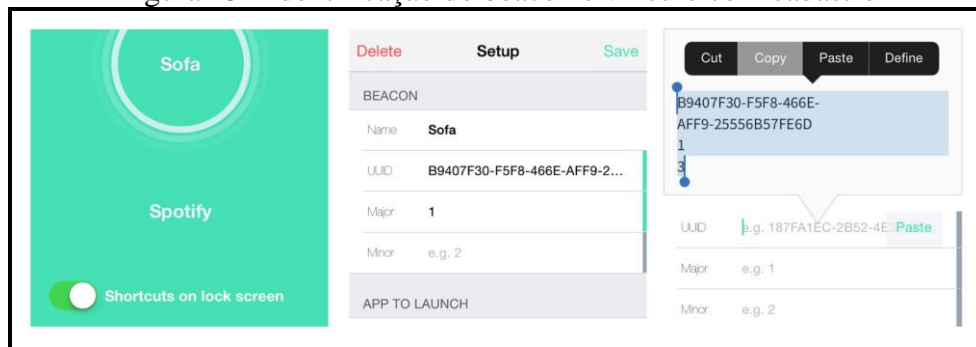 Sofa
Spotify
Shortcuts on lock screen
Delete Setup Save
BEACON
Name Sofa
UUID B9407F30-F5F8-466E-AFF9-2...
Major 1
Minor e.g. 2
APP TO LAUNCH
Cut Copy Paste Define
B9407F30-F5F8-466E-
AFF9-25556B57FE6D
1
3
UUID e.g. 187FA1EC-2B52-4E Paste
Major e.g. 1
Minor e.g. 2